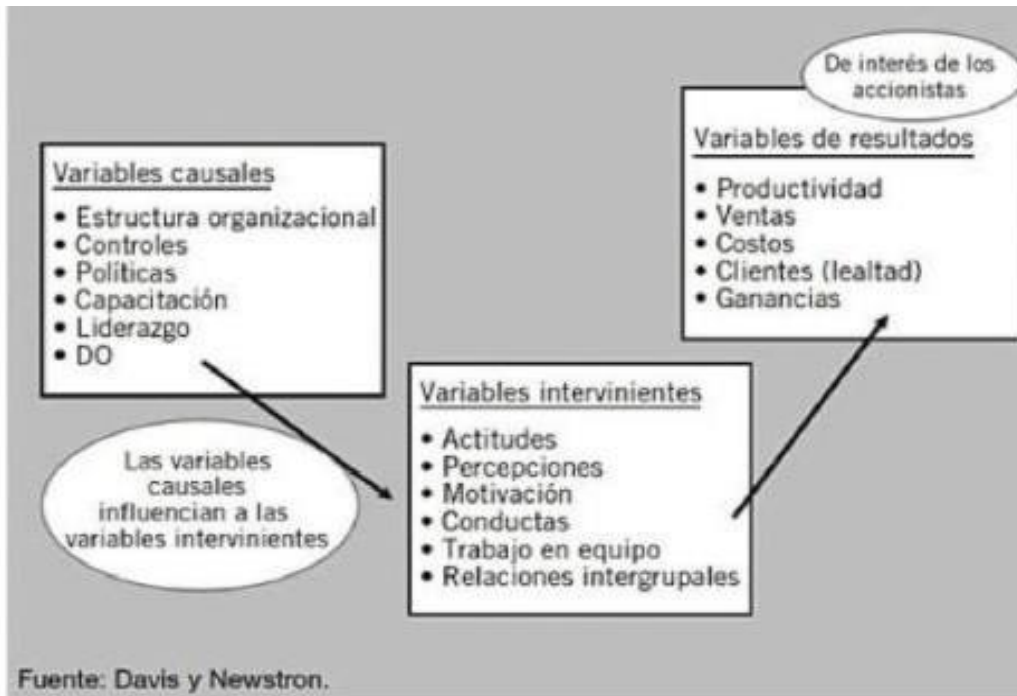 De interés de los
accionistas
Variables de resultados
• Productividad
• Ventas
• Costos
• Clientes (lealtad)
• Ganancias
Variables causales
• Estructura organizacional
• Controles
• Políticas
• Capacitación
• Liderazgo
• DO
Las variables
causales
influencian a las
variables intervinientes
Variables intervinientes
• Actitudes
• Percepciones
• Motivación
• Conductas
• Trabajo en equipo
• Relaciones intergrupales
Fuente: Davis y Newstron.